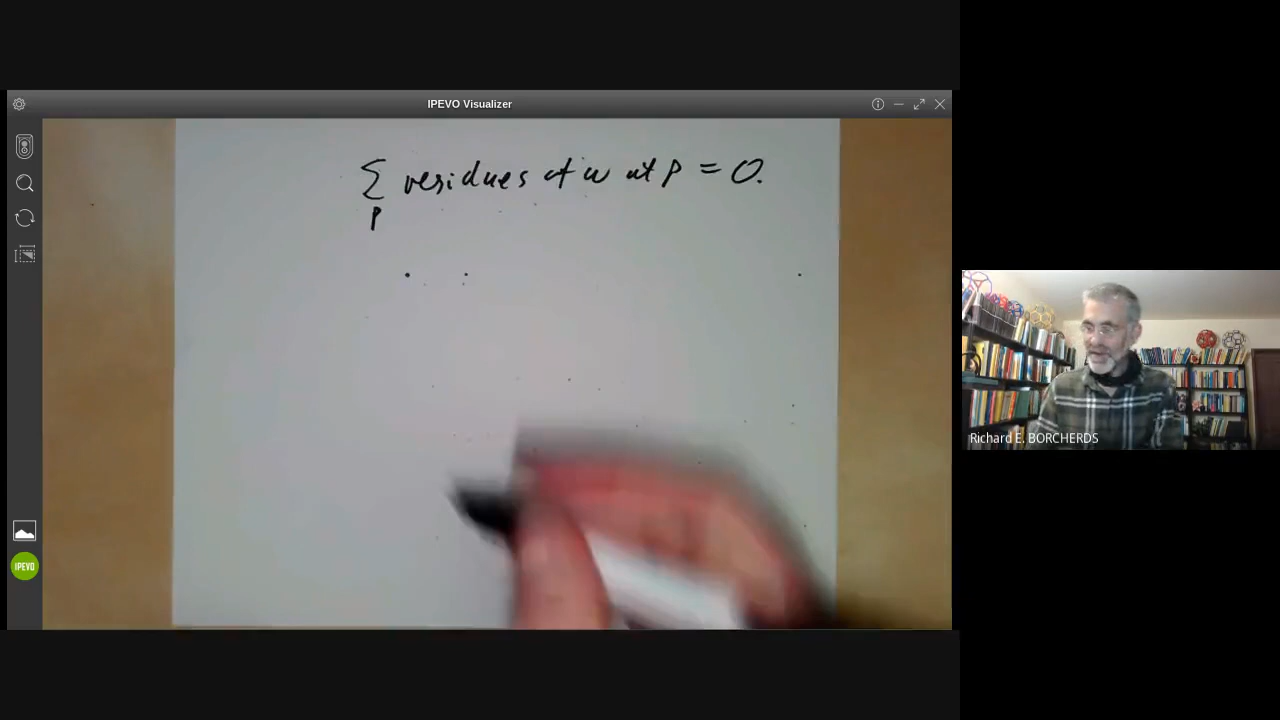 IPEVO Visualizer
Σ residues of ω at p = 0.
p
IPEVO
Richard E. BORCHERDS